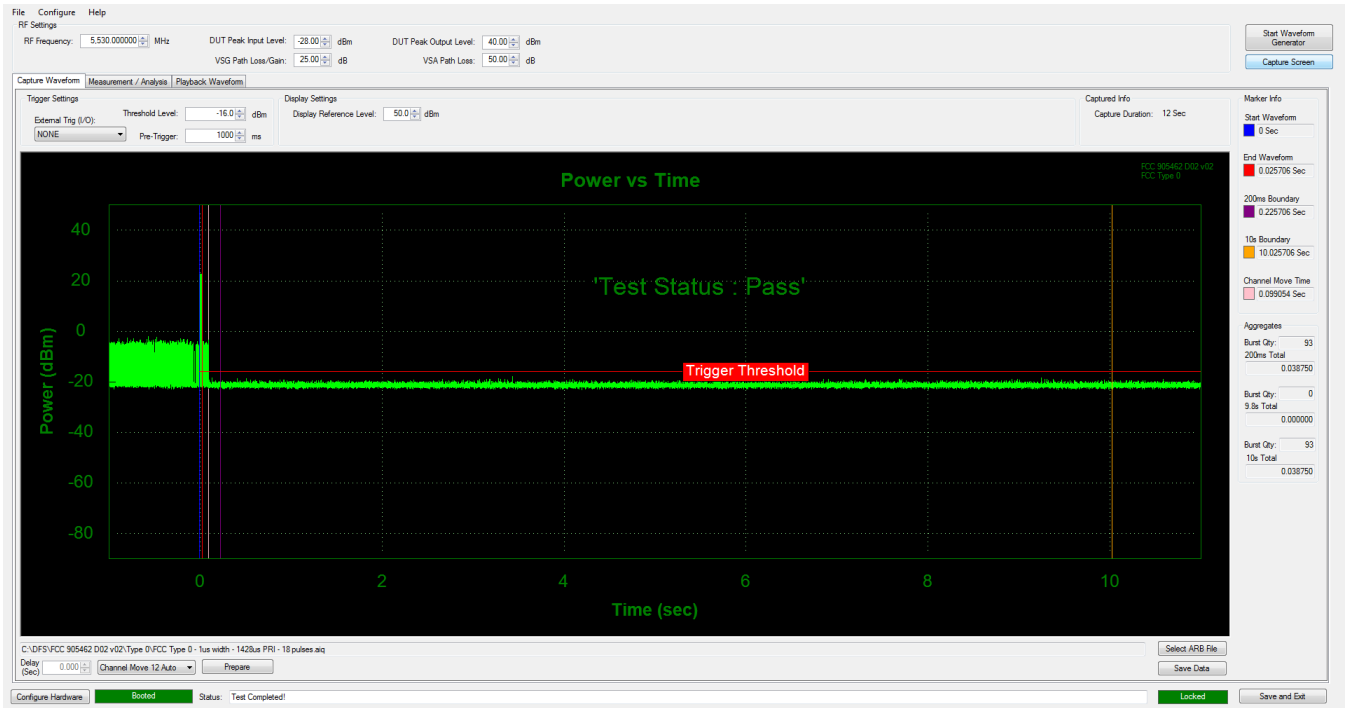 File Configure Help
RF Settings
RF Frequency: 5,530.000000 MHz DUT Peak Input Level: -28.00 dBm DUT Peak Output Level: 40.00 dBm
VSG Path Loss/Gain: 25.00 dB VSA Path Loss: 50.00 dB
Start Waveform
Generator
Capture Screen
Capture Waveform Measurement / Analysis Playback Waveform
Trigger Settings
External Trig (I/O):
NONE
Threshold Level: -16.0 dBm
Pre-Trigger: 1000 ms
Display Settings
Display Reference Level: 50.0 dBm
Captured Info
Capture Duration: 12 Sec
Marker Info
Start Waveform
0 Sec
End Waveform
0.025706 Sec
200ms Boundary
0.225706 Sec
10s Boundary
10.025706 Sec
Channel Move Time
0.099054 Sec
Aggregates
Burst Qty: 93
200ms Total
0.038750
Burst Qty: 0
9.8s Total
0.000000
Burst Qty: 93
10s Total
0.038750
FCC 905462 D02 v02
FCC Type 0
Power vs Time
'Test Status : Pass'
Trigger Threshold
Power (dBm)
40
20
0
-20
-40
-60
-80
0 2 4 6 8 10
Time (sec)
C:\DFS\FCC 905462 D02 v02\Type 0\FCC Type 0 - 1us width - 1428us PRI - 18 pulses.aiq
Select ARB File
Delay
(Sec) 0.000 Channel Move 12 Auto Prepare
Save Data
Configure Hardware Booted Status: Test Completed! Locked Save and Exit